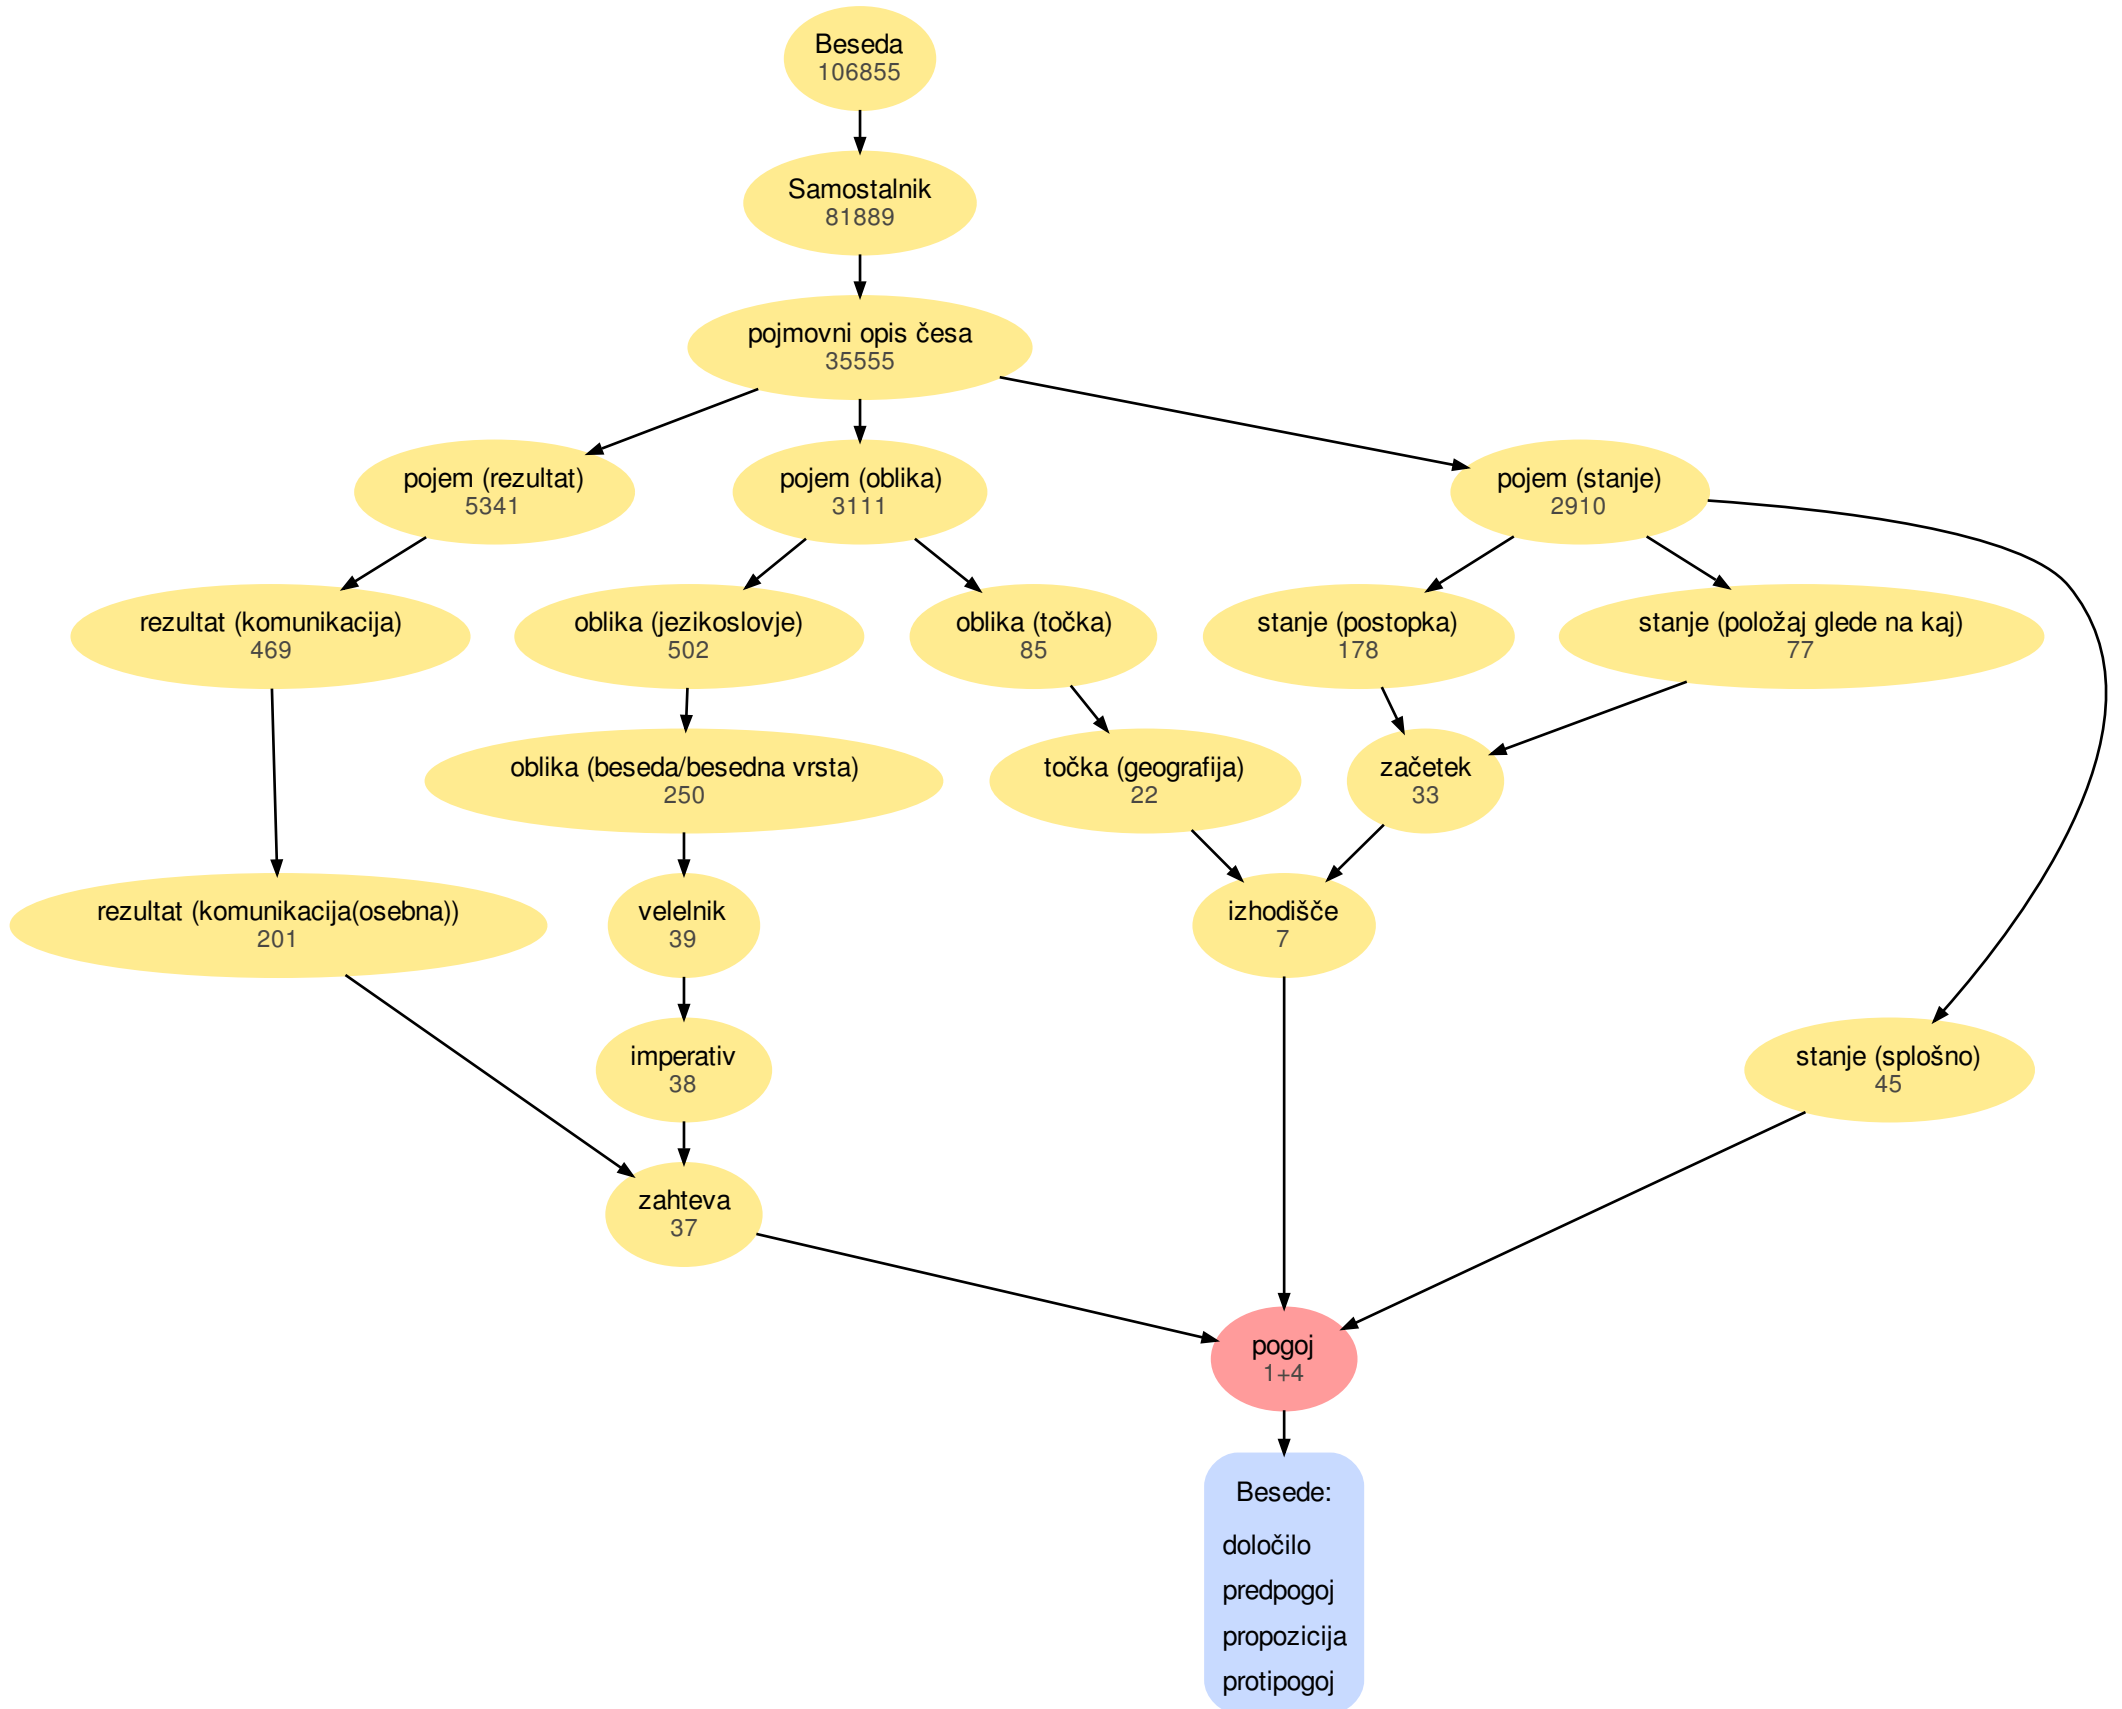 Beseda
106855
Samostalnik
81889
pojmovni opis česa
35555
pojem (rezultat)
5341
pojem (oblika)
3111
pojem (stanje)
2910
rezultat (komunikacija)
469
oblika (jezikoslovje)
502
oblika (točka)
85
stanje (postopka)
178
stanje (položaj glede na kaj)
77
oblika (beseda/besedna vrsta)
250
točka (geografija)
22
začetek
33
rezultat (komunikacija(osebna))
201
velelnik
39
izhodišče
7
imperativ
38
stanje (splošno)
45
zahteva
37
pogoj
1+4
Besede:
določilo
predpogoj
propozicija
protipogoj